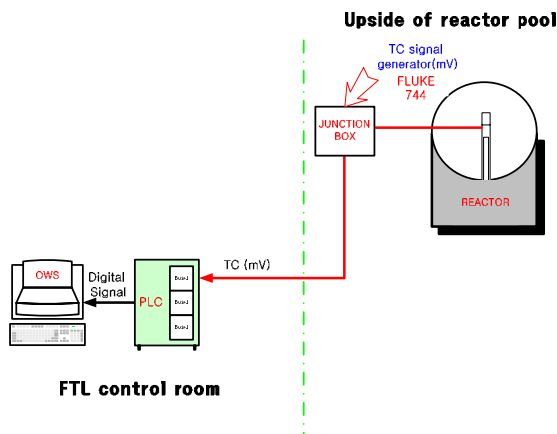 Upside of reactor pool
TC signal
generator(mV)
FLUKE
744
JUNCTION
BOX
REACTOR
TC (mV)
OWS
Digital
Signal
PLC
FTL control room